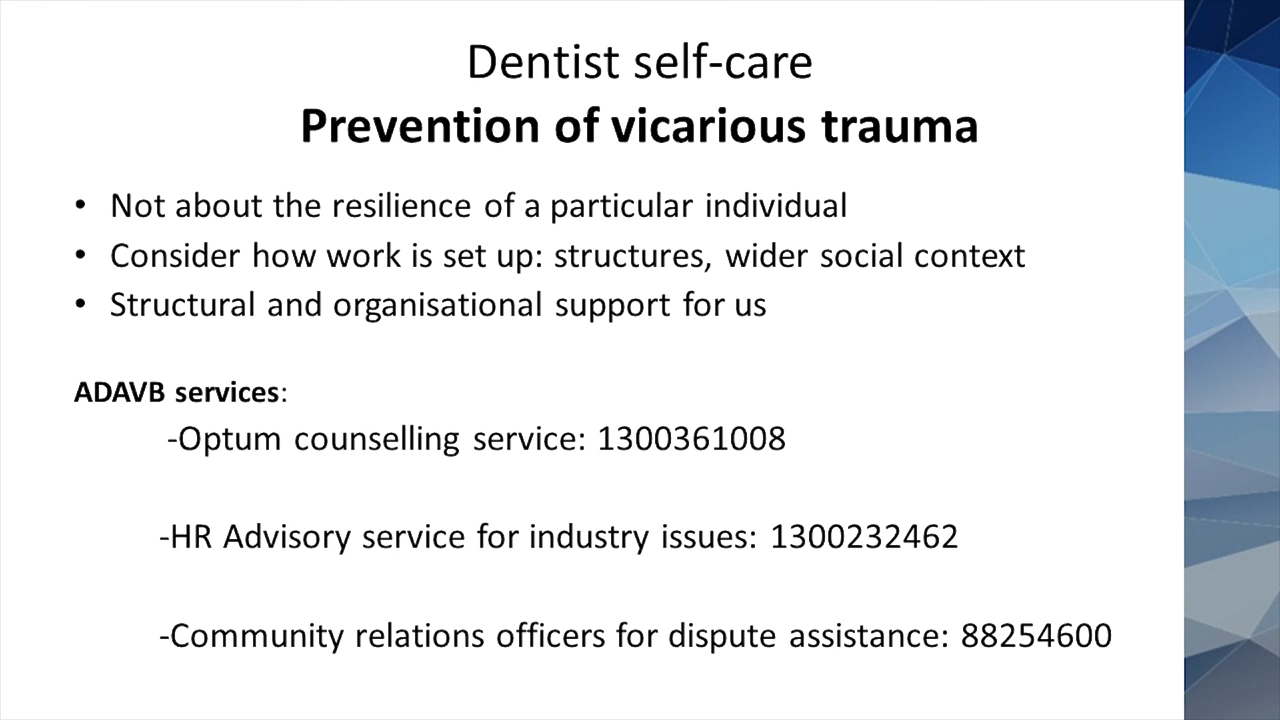 Dentist self-care
Prevention of vicarious trauma
• Not about the resilience of a particular individual
• Consider how work is set up: structures, wider social context
• Structural and organisational support for us
ADAVB services:
-Optum counselling service: 1300361008
-HR Advisory service for industry issues: 1300232462
-Community relations officers for dispute assistance: 88254600